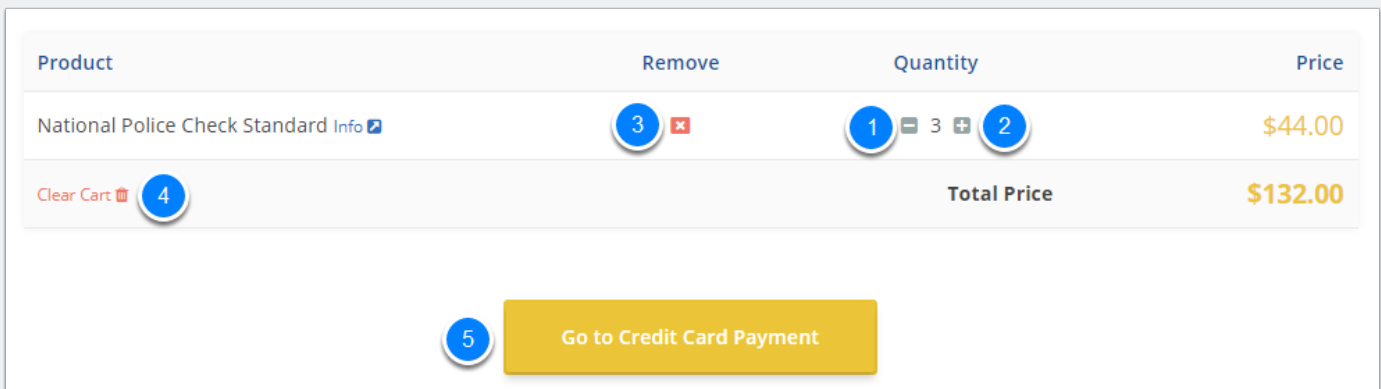 Product Remove Quantity Price
National Police Check Standard Info 3 1 3 2 $44.00
Clear Cart 4 Total Price $132.00
5 Go to Credit Card Payment